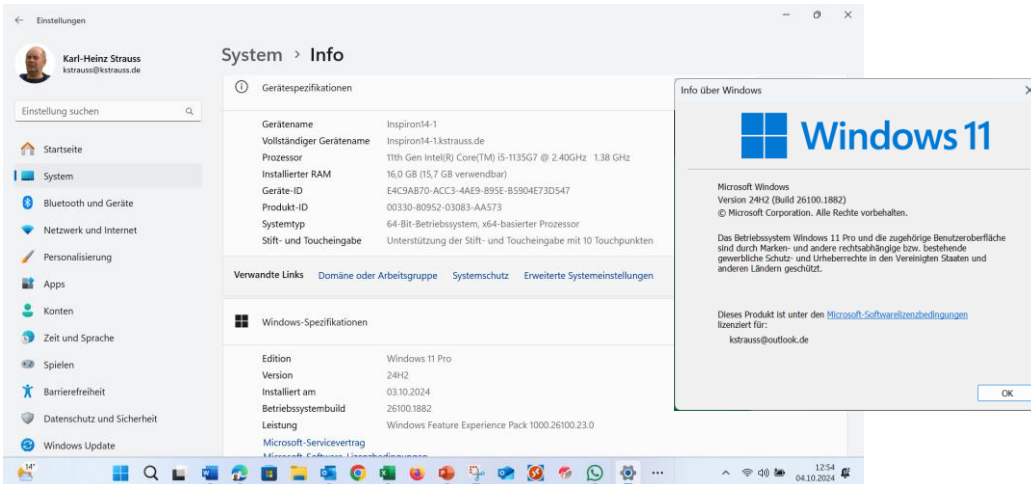 Einstellungen
Karl-Heinz Strauss
kstrauss@kstrauss.de
Einstellung suchen
Startseite
System
Bluetooth und Geräte
Netzwerk und Internet
Personalisierung
Apps
Konten
Zeit und Sprache
Spielen
Barrierefreiheit
Datenschutz und Sicherheit
Windows Update
System > Info
Gerätespezifikationen
Gerätename Inspiron14-1
Vollständiger Gerätename Inspiron14-1.kstrauss.de
Prozessor 11th Gen Intel(R) Core(TM) i5-1135G7 @ 2.40GHz 1.38 GHz
Installierter RAM 16,0 GB (15,7 GB verwendbar)
Geräte-ID E4C9AB70-ACC3-4AE9-895E-B5904E73D547
Produkt-ID 00330-80952-03083-AA573
Systemtyp 64-Bit-Betriebssystem, x64-basierter Prozessor
Stift- und Toucheingabe Unterstützung der Stift- und Toucheingabe mit 10 Touchpunkten
Verwandte Links Domäne oder Arbeitsgruppe Systemschutz Erweiterte Systemeinstellungen
Windows-Spezifikationen
Edition Windows 11 Pro
Version 24H2
Installiert am 03.10.2024
Betriebssystembuild 26100.1882
Leistung Windows Feature Experience Pack 1000.26100.23.0
Microsoft-Servicevertrag
Microsoft-Software-Lizenzbedingungen
Info über Windows
Windows 11
Microsoft Windows
Version 24H2 (Build 26100.1882)
© Microsoft Corporation. Alle Rechte vorbehalten.
Das Betriebssystem Windows 11 Pro und die zugehörige Benutzeroberfläche
sind durch Marken- und andere rechtsabhängige bzw. bestehende
gewerbliche Schutz- und Urheberrechte in den Vereinigten Staaten und
anderen Ländern geschützt.
Dieses Produkt ist unter den Microsoft-Softwarelizenzbedingungen
lizenziert für:
kstrauss@outlook.de
OK
14°
12:54
04.10.2024